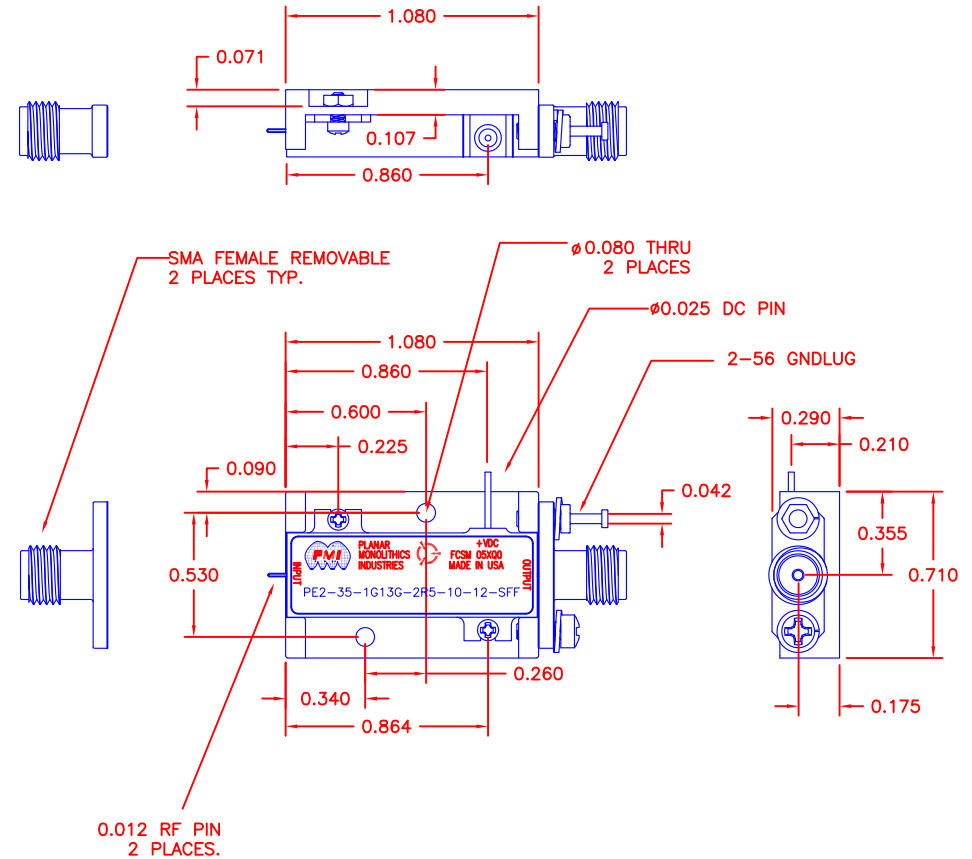 1.080
0.071
0.107
0.860
SMA FEMALE REMOVABLE
2 PLACES TYP.
ø0.080 THRU
2 PLACES
ø0.025 DC PIN
1.080
2-56 GNDLUG
0.860
0.600
0.290
0.225
0.210
0.090
0.042
0.355
0.530
0.710
PMI
PLANAR
MONOLITHICS
INDUSTRIES
+VDC
FCSM 05XQ0
MADE IN USA
INPUT
OUTPUT
PE2-35-1G13G-2R5-10-12-SFF
0.260
0.340
0.175
0.864
0.012 RF PIN
2 PLACES.